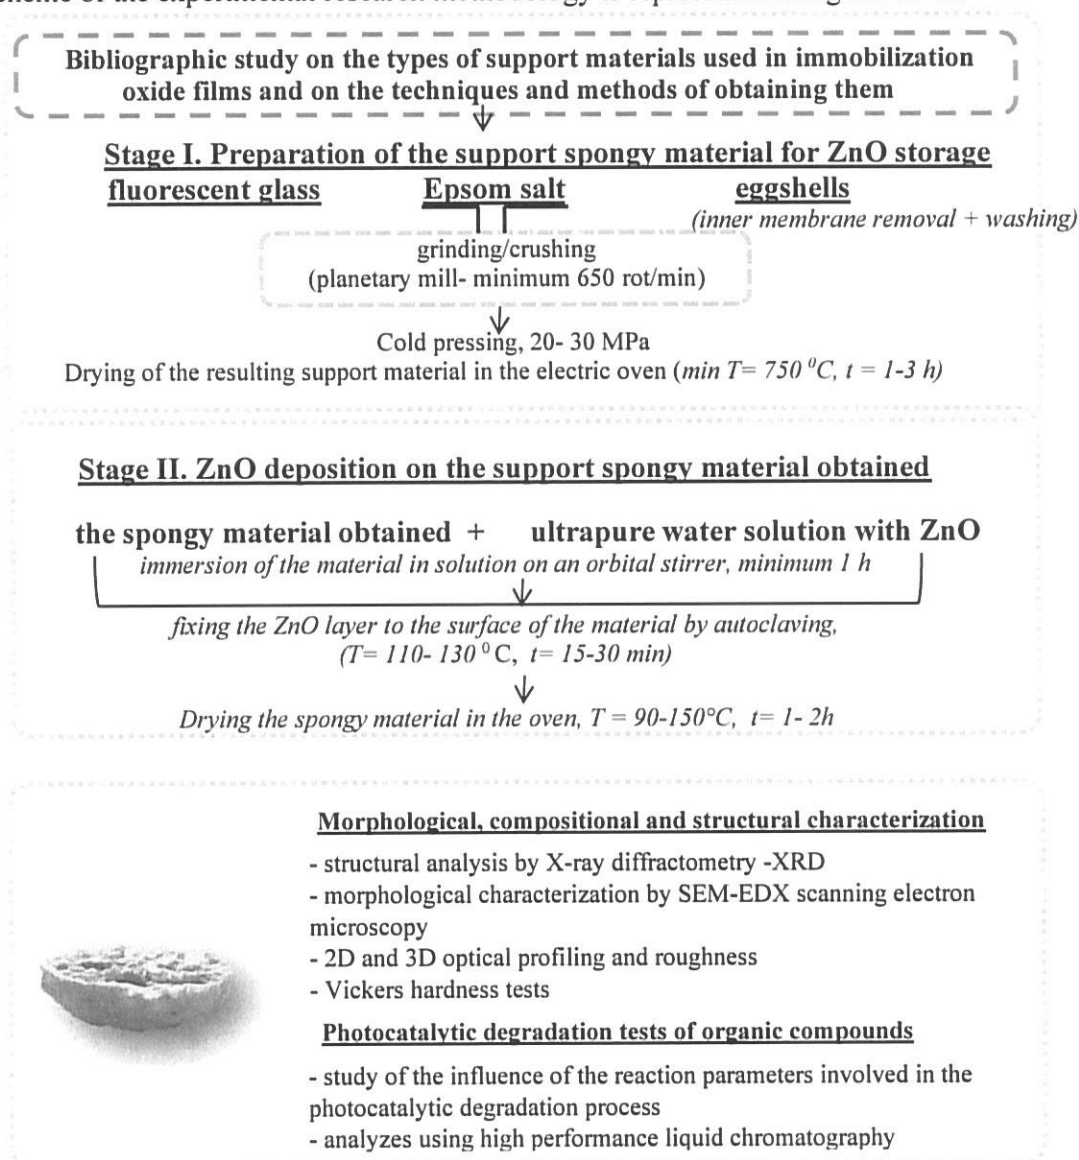 Bibliographic study on the types of support materials used in immobilization
oxide films and on the techniques and methods of obtaining them
Stage I. Preparation of the support spongy material for ZnO storage
fluorescent glass Epsom salt eggshells
(inner membrane removal + washing)
grinding/crushing
(planetary mill- minimum 650 rot/min)
Cold pressing, 20- 30 MPa
Drying of the resulting support material in the electric oven (min T= 750 ⁰C, t = 1-3 h)
Stage II. ZnO deposition on the support spongy material obtained
the spongy material obtained + ultrapure water solution with ZnO
immersion of the material in solution on an orbital stirrer, minimum 1 h
fixing the ZnO layer to the surface of the material by autoclaving,
(T= 110- 130 ⁰ C, t= 15-30 min)
Drying the spongy material in the oven, T = 90-150°C, t= 1- 2h
Morphological, compositional and structural characterization
- structural analysis by X-ray diffractometry -XRD
- morphological characterization by SEM-EDX scanning electron
microscopy
- 2D and 3D optical profiling and roughness
- Vickers hardness tests
Photocatalytic degradation tests of organic compounds
- study of the influence of the reaction parameters involved in the
photocatalytic degradation process
- analyzes using high performance liquid chromatography